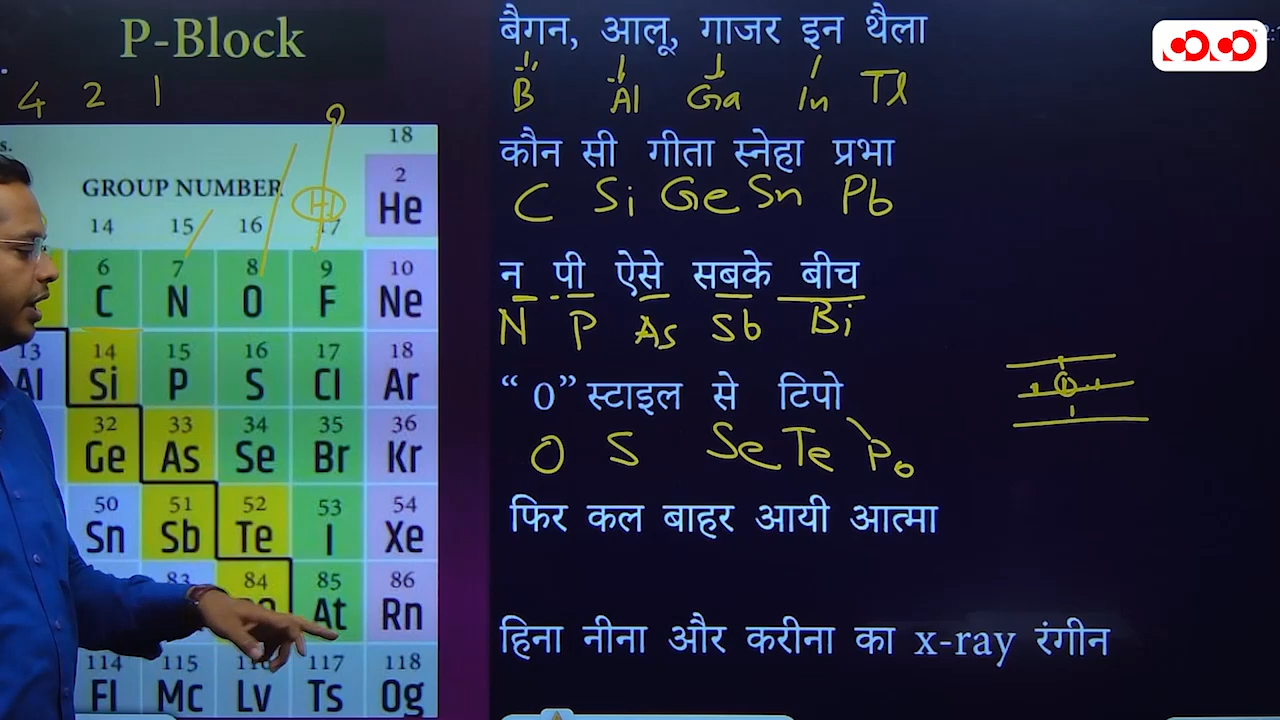 P-Block
4 2 1
s.
18
GROUP NUMBER
H
2
He
14 15 16 17
6 7 8 9 10
C N O F Ne
13 14 15 16 17 18
Al Si P S Cl Ar
32 33 34 35 36
Ge As Se Br Kr
50 51 52 53 54
Sn Sb Te I Xe
83 84 85 86
At Rn
114 115 116 117 118
Fl Mc Lv Ts Og
बैगन, आलू, गाजर इन थैला
B Al Ga In Tl
कौन सी गीता स्नेहा प्रभा
C Si Ge Sn Pb
न पी ऐसे सबके बीच
N P As Sb Bi
“ 0” स्टाइल से टिपो
O S Se Te Po
फिर कल बाहर आयी आत्मा
हिना नीना और करीना का x-ray रंगीन